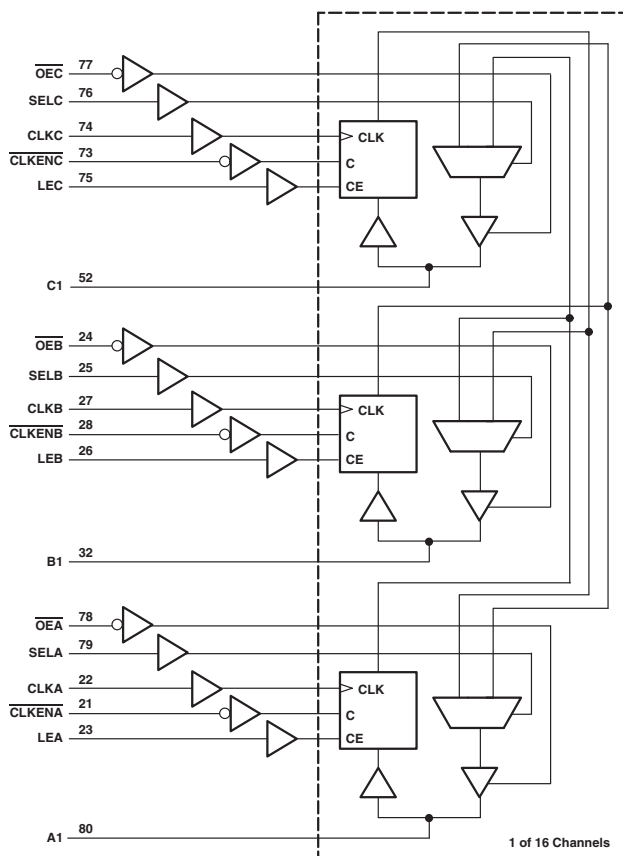 OEC 77
SELC 76
CLKC 74
CLKENC 73
LEC 75
CLK
C
CE
C1 52
OEB 24
SELB 25
CLKB 27
CLKENB 28
LEB 26
CLK
C
CE
B1 32
OEA 78
SELA 79
CLKA 22
CLKENA 21
LEA 23
CLK
C
CE
A1 80
1 of 16 Channels